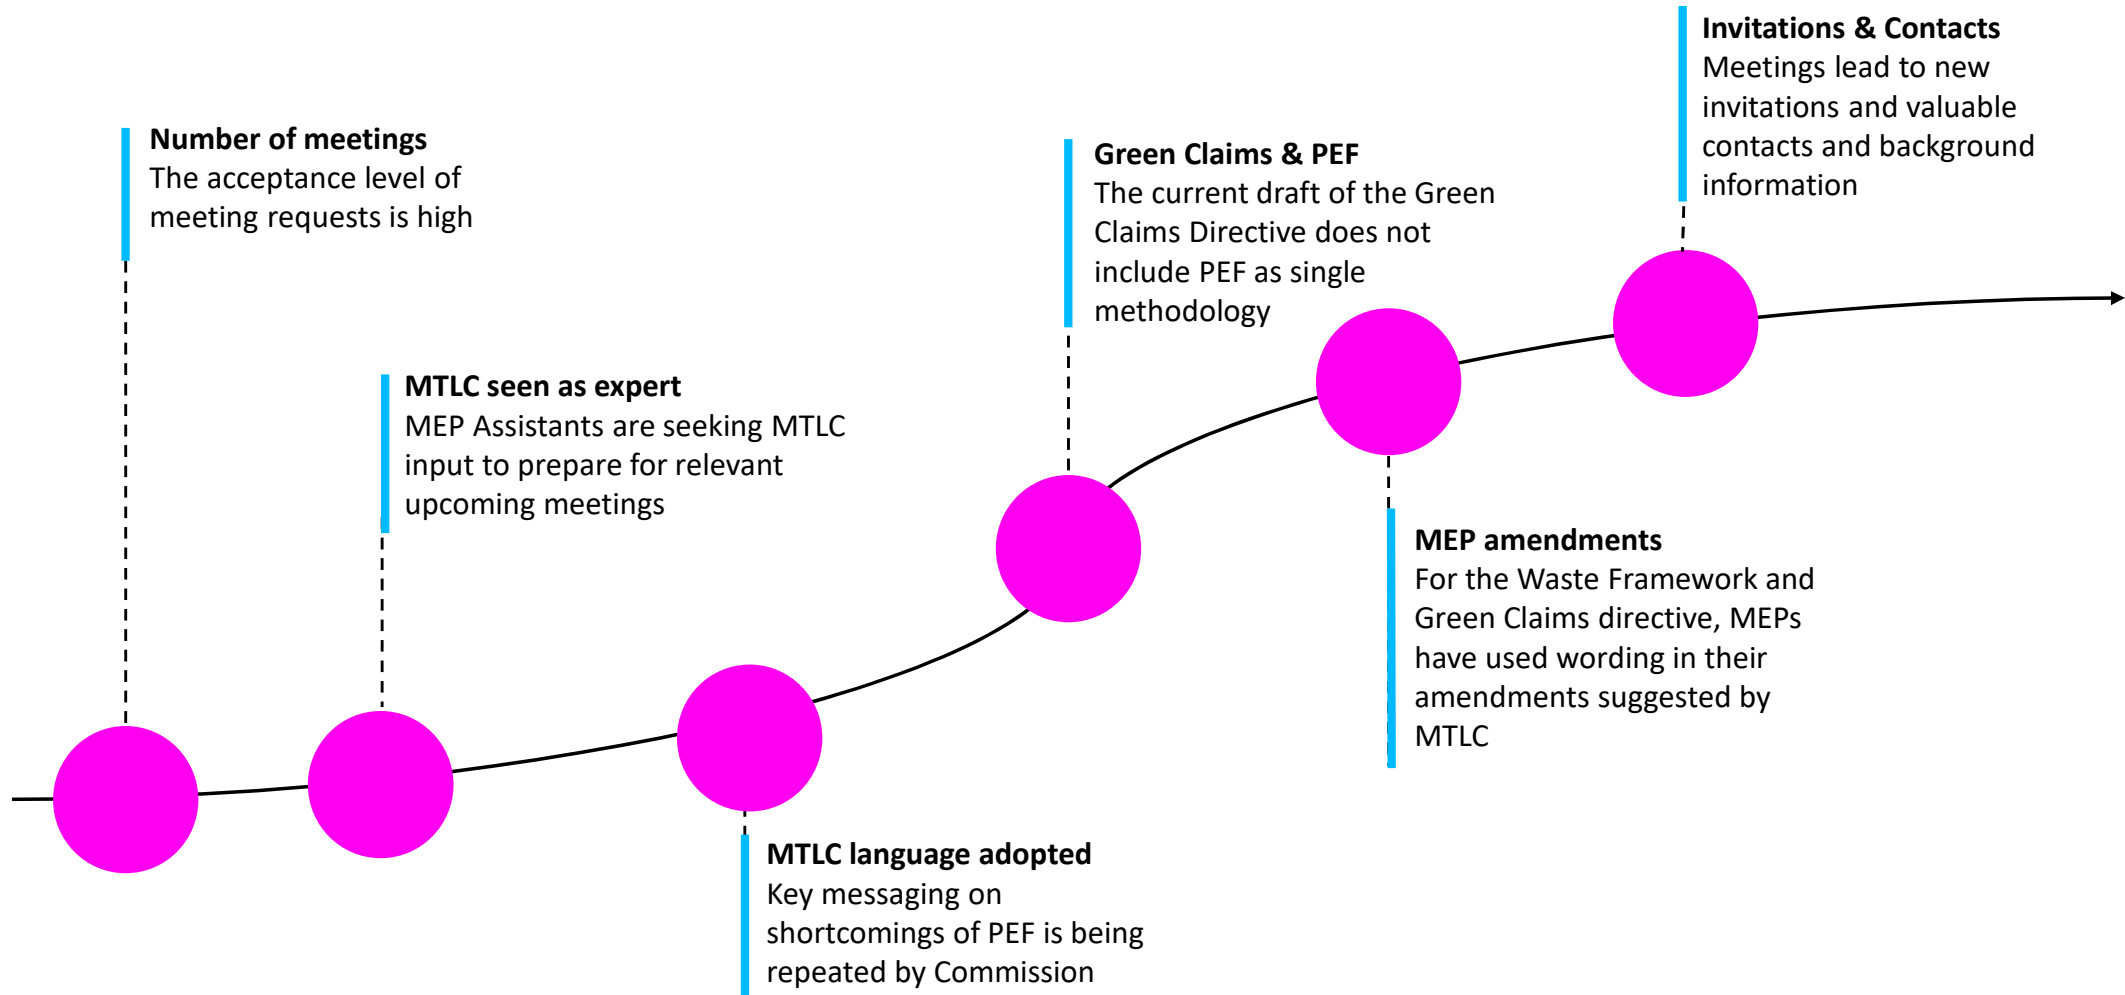 Number of meetings
The acceptance level of
meeting requests is high
MTLC seen as expert
MEP Assistants are seeking MTLC
input to prepare for relevant
upcoming meetings
MTLC language adopted
Key messaging on
shortcomings of PEF is being
repeated by Commission
Green Claims & PEF
The current draft of the Green
Claims Directive does not
include PEF as single
methodology
MEP amendments
For the Waste Framework and
Green Claims directive, MEPs
have used wording in their
amendments suggested by
MTLC
Invitations & Contacts
Meetings lead to new
invitations and valuable
contacts and background
information